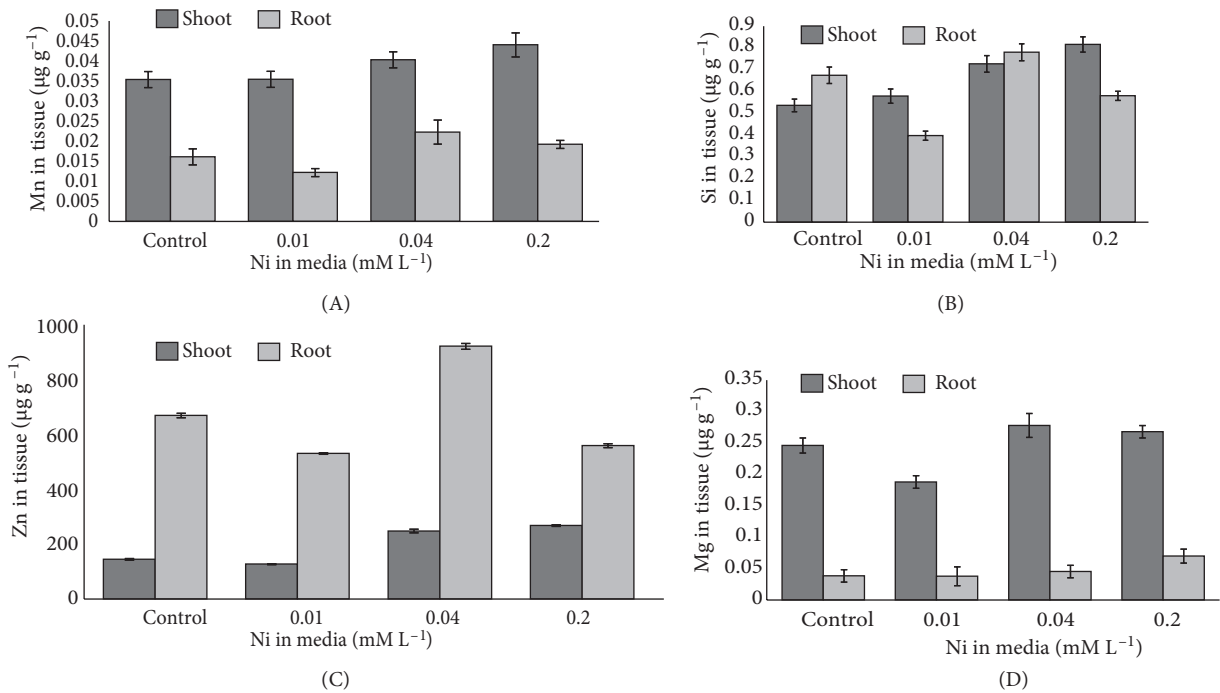 Mn in tissue (μg g⁻¹)
0.05
0.045
0.04
0.035
0.03
0.025
0.02
0.015
0.01
0.005
0
Shoot Root
Control 0.01 0.04 0.2
Ni in media (mM L⁻¹)
(A)
Si in tissue (μg g⁻¹)
0.9
0.8
0.7
0.6
0.5
0.4
0.3
0.2
0.1
0
Shoot Root
Control 0.01 0.04 0.2
Ni in media (mM L⁻¹)
(B)
Zn in tissue (μg g⁻¹)
1000
800
600
400
200
0
Shoot Root
Control 0.01 0.04 0.2
Ni in media (mM L⁻¹)
(C)
Mg in tissue (μg g⁻¹)
0.35
0.3
0.25
0.2
0.15
0.1
0.05
0
Shoot Root
Control 0.01 0.04 0.2
Ni in media (mM L⁻¹)
(D)